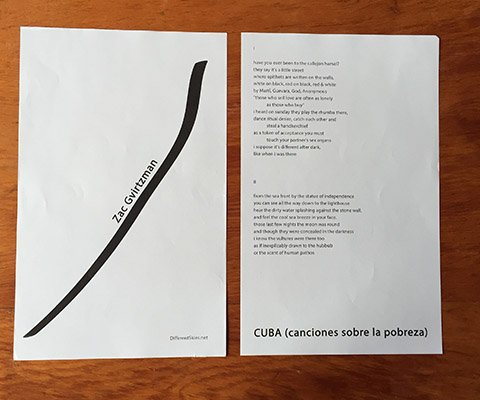 Zac Gvirtzman
DifferentSkies.net
I
have you ever been to the callejon hamel?
they say it's a little street
where epithets are written on the walls,
white on black, red on black, red & white
by Martí, Guevara, Grail, Anonymous
"those who will love are often as lonely
as those who buy"
I heard on sunday they play the rhumba there,
dance ritual desire, catch each other and
steal a handkerchief
as a token of acceptance you must
touch your partner's sex organs
I suppose it's different after dark,
like when I was there
II
from the sea front by the statue of independence
you can see all the way down to the lighthouse
hear the dirty water splashing against the stone wall,
and feel the cool sea breeze in your face,
those last few nights the moon was round
and though they were concealed in the darkness
I know the vultures were there too
as if inexplicably drawn to the hubbub
or the scent of human pathos
CUBA (canciones sobre la pobreza)